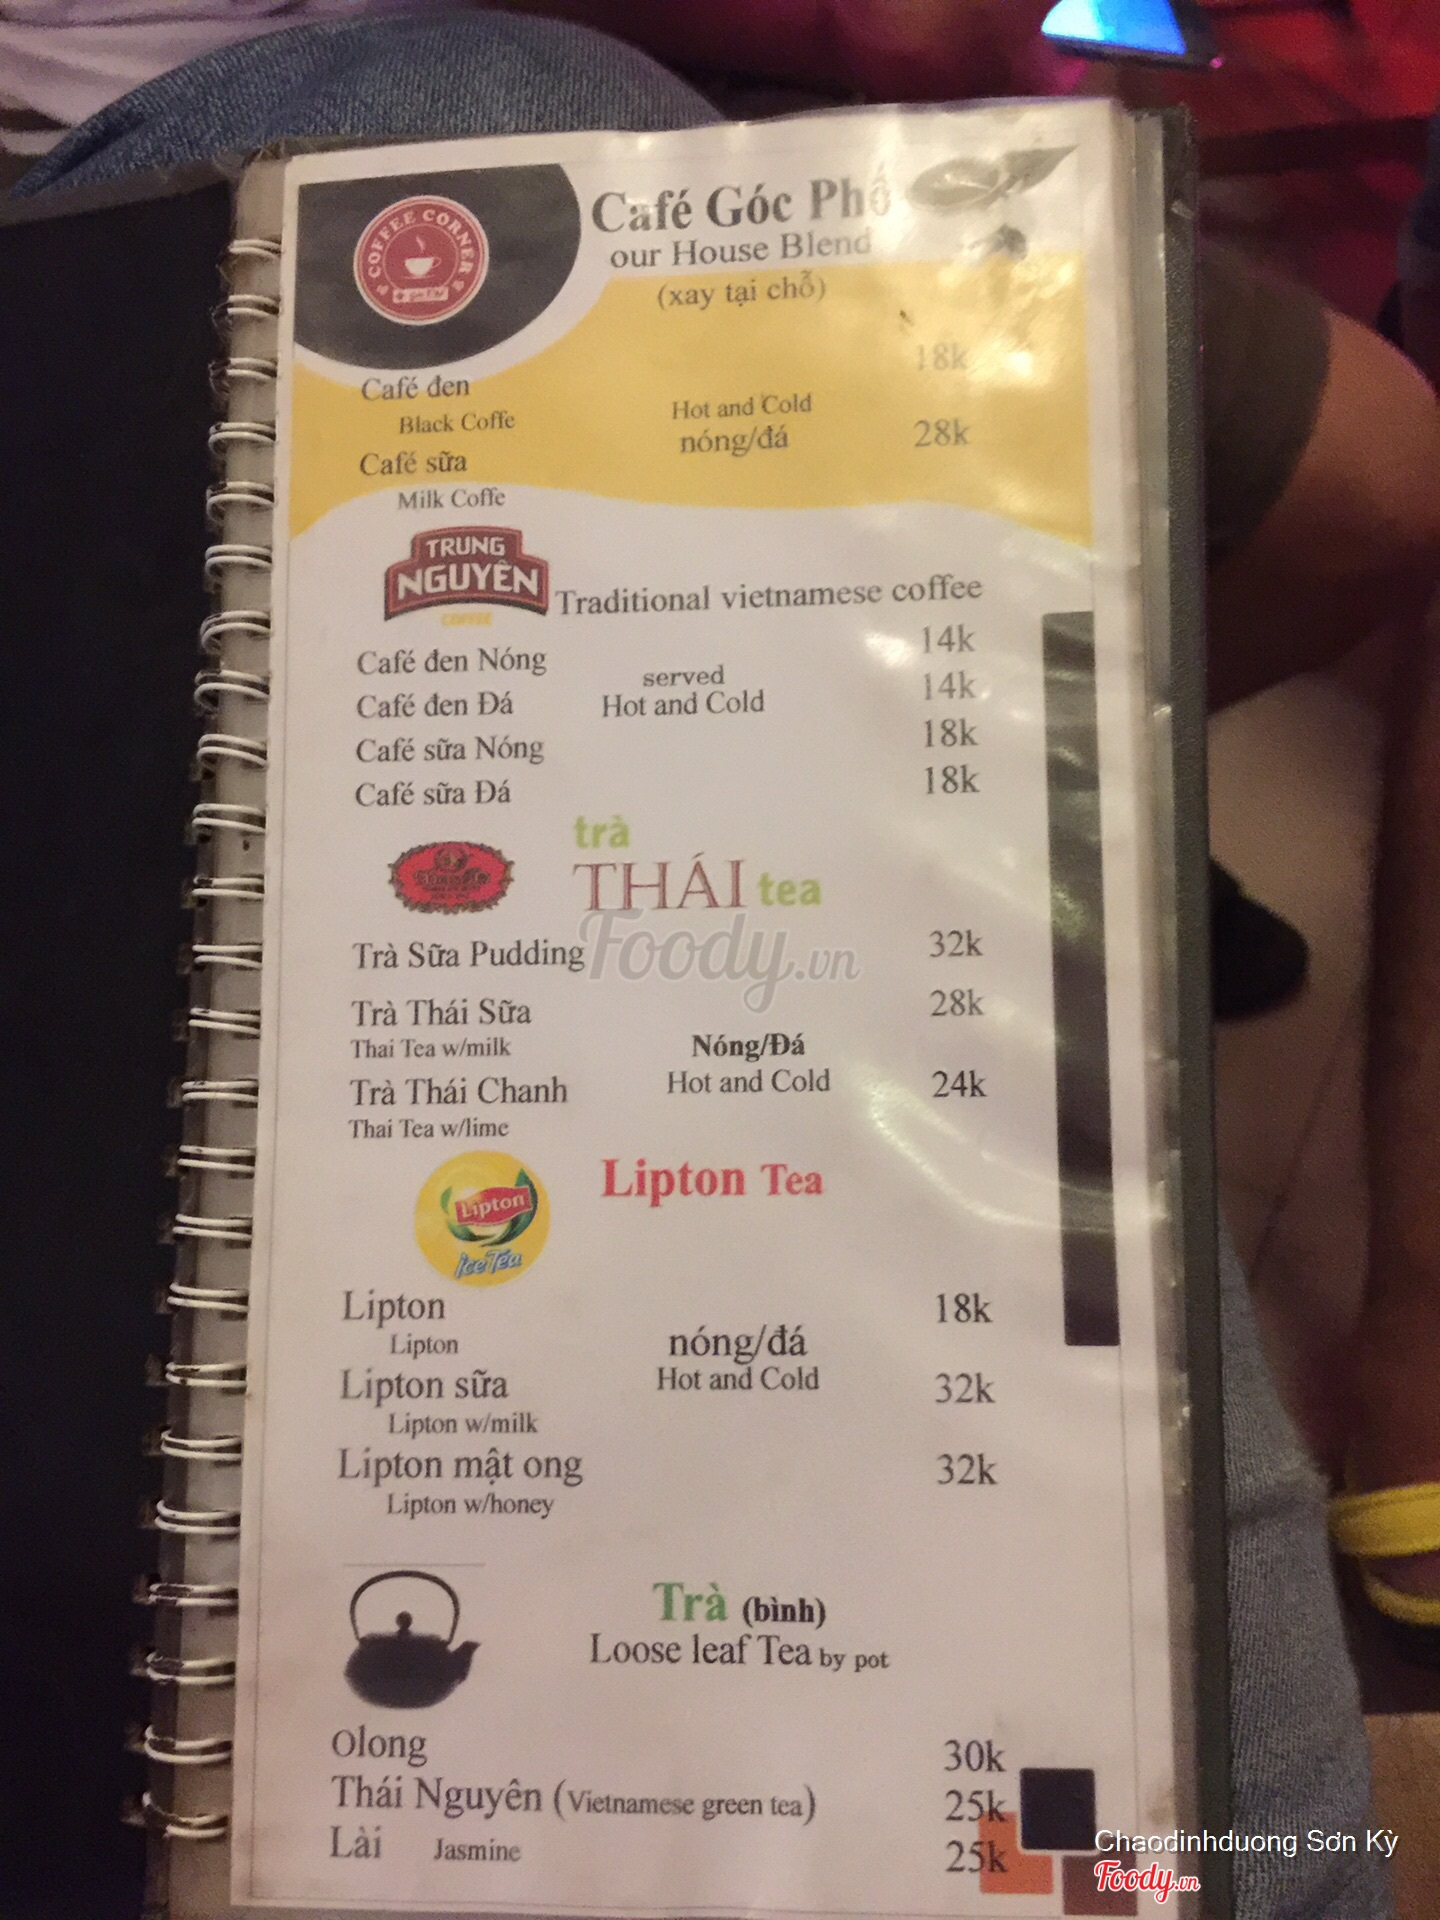 COFFEE CORNER
Café Góc Phố
our House Blend
(xay tại chỗ)
18k
Café đen
Black Coffe
Hot and Cold
nóng/đá
28k
Café sữa
Milk Coffe
TRUNG
NGUYÊN
COFFEE
Traditional vietnamese coffee
Café đen Nóng 14k
served
Café đen Đá Hot and Cold 14k
Café sữa Nóng 18k
Café sữa Đá 18k
trà
THÁI tea
Foody.vn
Trà Sữa Pudding 32k
Trà Thái Sữa 28k
Thai Tea w/milk Nóng/Đá
Trà Thái Chanh Hot and Cold 24k
Thai Tea w/lime
Lipton Tea
Lipton
Ice Tea
Lipton 18k
Lipton nóng/đá
Lipton sữa Hot and Cold 32k
Lipton w/milk
Lipton mật ong 32k
Lipton w/honey
Trà (bình)
Loose leaf Tea by pot
Olong 30k
Thái Nguyên (Vietnamese green tea) 25k
Lài Jasmine 25k
Chaodinhduong Sơn Kỳ
Foody.vn